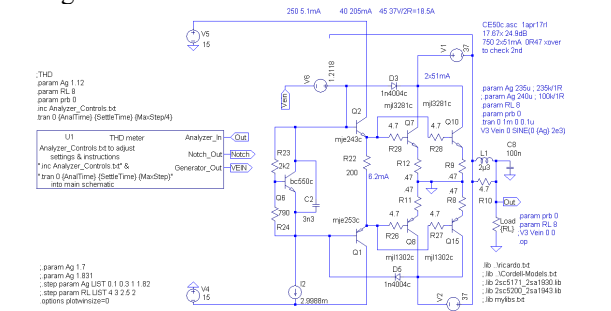 250 5.1mA 40 205mA 45 37V/2R=18.5A
CE50c.asc 1apr17rl
17.67x 24.9dB
750 2x51mA 0R47 xover
to check 2nd
V5
15
V6
1.2118
Vein
D3
1n4004c
2x51mA
V1
37
;THD
.param Ag 1.12
.param RL 8
.param prb 0
.inc Analyzer_Controls.txt
.tran 0 {AnalTime} {SettleTime} {MaxStep/4}
U1 THD meter
Analyzer_In
Out
Analyzer_Controls.txt to adjust
settings & instructions
Notch_Out
Notch
".inc Analyzer_Controls.txt" &
Generator_Out
VEIN
".tran 0 {AnalTime} {SettleTime} {MaxStep}"
into main schematic
;.param Ag 235u ; 235k/1R
;.param Ag 240u ; 100k/1R
;.param RL 8
;.param prb 0
;.tran 0 1m 0 0.1u
V3 Vein 0 SINE(0 {Ag} 2e3)
Q2
mje243c
mjl3281c
Q7
mjl3281c
Q10
4.7
R29
4.7
R28
R23
2k2
R22
200
6.2mA
R12
.47
R9
.47
bc550c
Q6
C2
3n3
790
R24
R11
.47
R8
.47
mje253c
Q1
4.7
R26
4.7
R27
Q8
mjl1302c
Q15
mjl1302c
D5
1n4004c
L1
2µ3
C8
100n
4.7
R10
Out
Load
{RL}
.param prb 0
.param RL 8
;V3 Vein 0 0
.op
;.param Ag 1.7
;.param Ag 1.831
;.step param Ag LIST 0.1 0.3 1 1.82
;.step param RL LIST 4 3 2.5 2
.options plotwinsize=0
V4
15
I2
2.9988m
V2
37
.lib ..\ricardo.txt
;.lib ..\Cordell-Models.txt
;.lib 2sc5171_2sa1930.lib
;.lib 2sc5200_2sa1943.lib
;.lib mylibs.txt